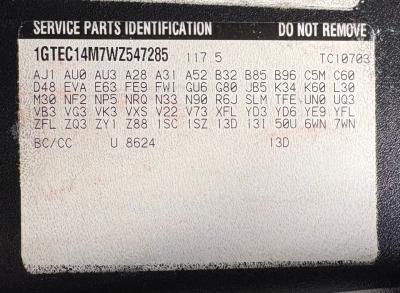 SERVICE PARTS IDENTIFICATION DO NOT REMOVE
1GTEC14M7WZ547285 117.5 TC10703
AJ1 AU0 AU3 A28 A31 A52 B32 B85 B96 C5M C60
D48 EVA E63 FE9 FWI GU6 G80 JB5 K34 K60 L30
M30 NF2 NP5 NRQ N33 N90 R6J SLM TFE UN0 UQ3
VB3 VG3 VK3 VXS V22 V73 XFL YD3 YD6 YE9 YFL
ZFL ZQ3 ZY1 Z88 1SC 1SZ 13D 13I 50U 6WN 7WN
BC/CC U 8624 13D